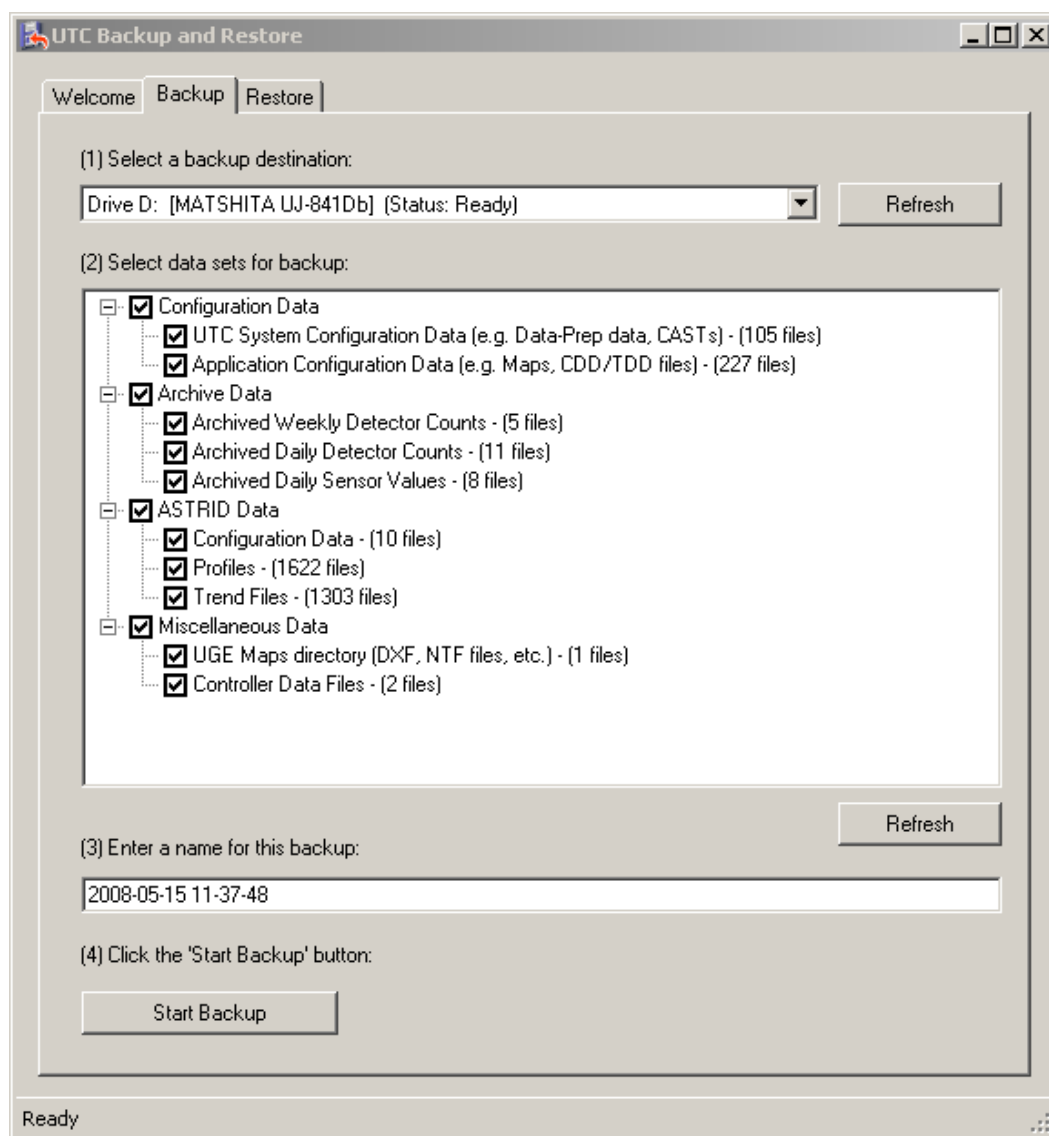 UTC Backup and Restore
Welcome Backup Restore
(1) Select a backup destination:
Drive D: [MATSHITA UJ-841Db] (Status: Ready) Refresh
(2) Select data sets for backup:
Configuration Data
UTC System Configuration Data (e.g. Data-Prep data, CASTs) - (105 files)
Application Configuration Data (e.g. Maps, CDD/TDD files) - (227 files)
Archive Data
Archived Weekly Detector Counts - (5 files)
Archived Daily Detector Counts - (11 files)
Archived Daily Sensor Values - (8 files)
ASTRID Data
Configuration Data - (10 files)
Profiles - (1622 files)
Trend Files - (1303 files)
Miscellaneous Data
UGE Maps directory (DXF, NTF files, etc.) - (1 files)
Controller Data Files - (2 files)
Refresh
(3) Enter a name for this backup:
2008-05-15 11-37-48
(4) Click the 'Start Backup' button:
Start Backup
Ready